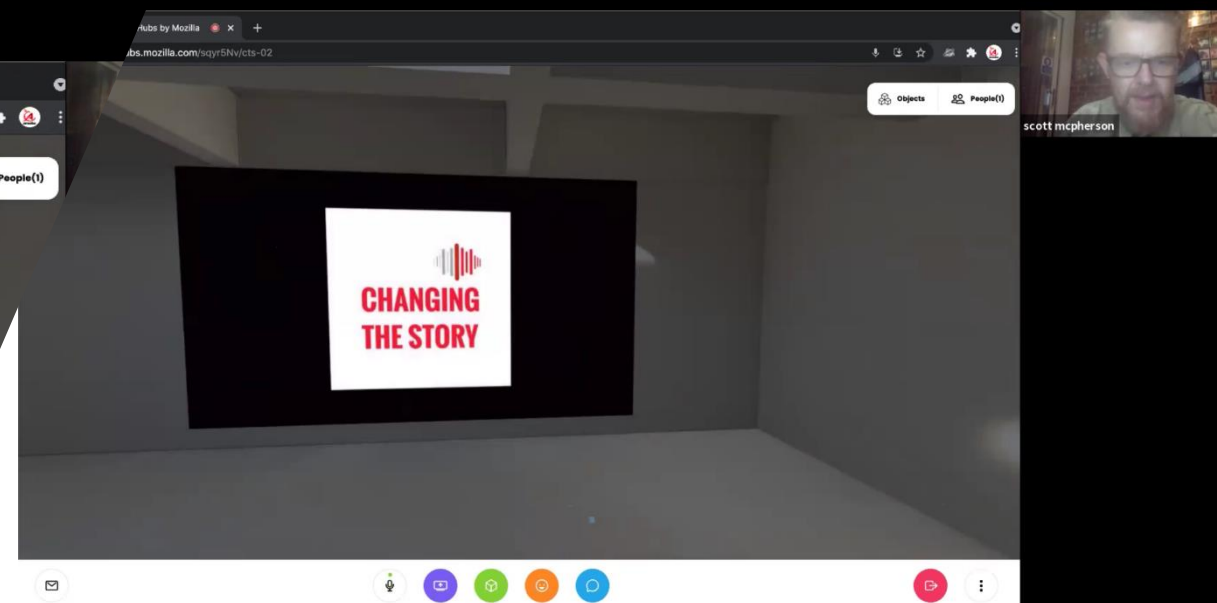 Hubs by Mozilla
bs.mozilla.com/sqyr5Nv/cts-02
Objects
People(1)
scott mcpherson
People(1)
CHANGING
THE STORY